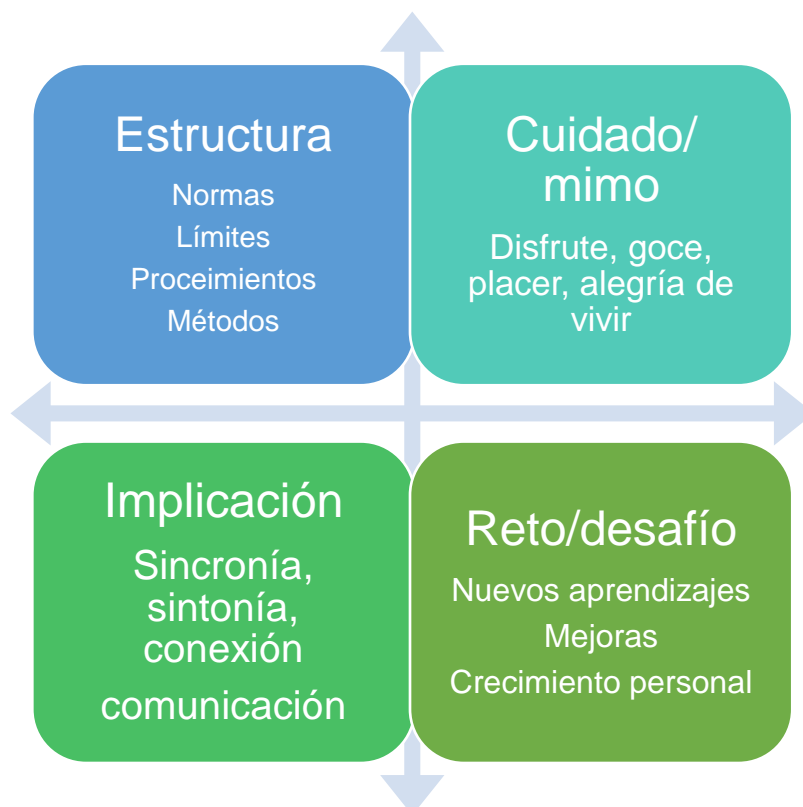 Estructura
Normas
Límites
Proceimientos
Métodos
Cuidado/
mimo
Disfrute, goce,
placer, alegría de
vivir
Implicación
Sincronía,
sintonía,
conexión
comunicación
Reto/desafío
Nuevos aprendizajes
Mejoras
Crecimiento personal